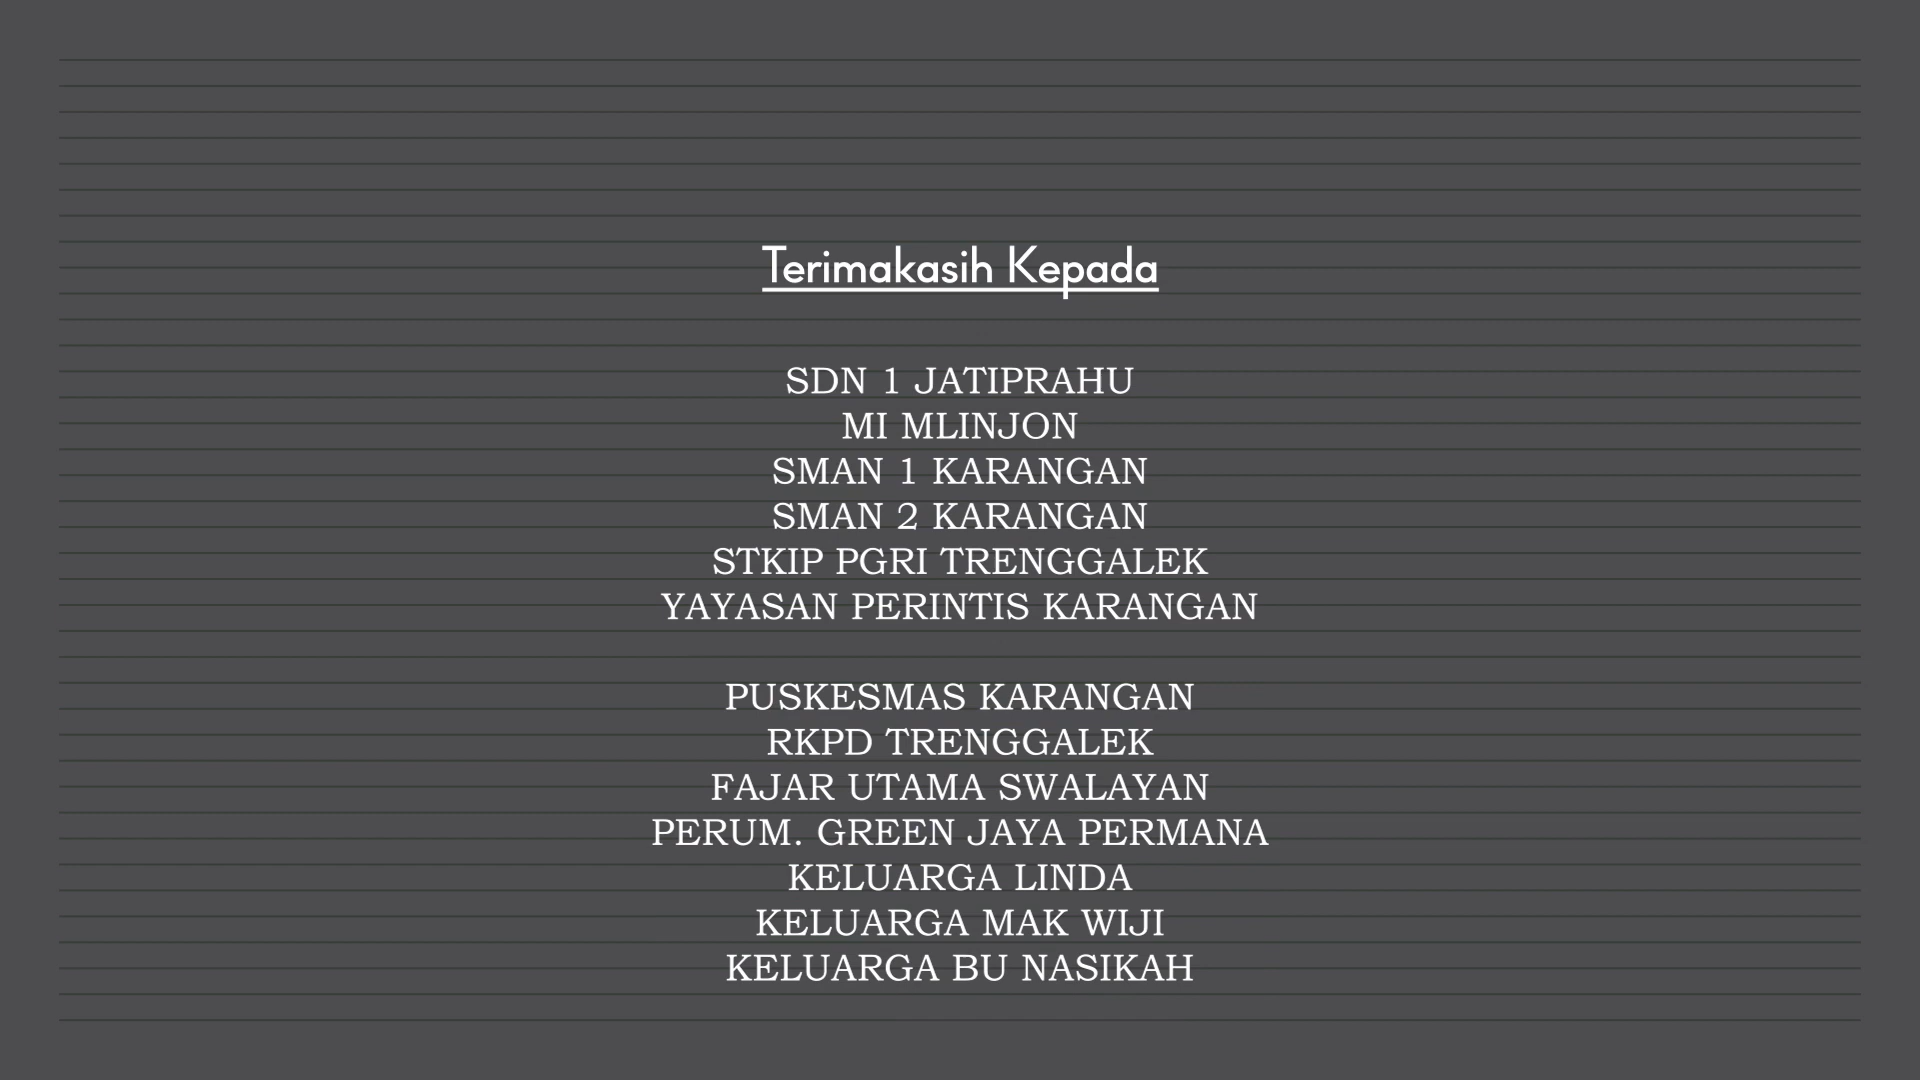 Terimakasih Kepada
SDN 1 JATIPRAHU
MI MLINJON
SMAN 1 KARANGAN
SMAN 2 KARANGAN
STKIP PGRI TRENGGALEK
YAYASAN PERINTIS KARANGAN
PUSKESMAS KARANGAN
RKPD TRENGGALEK
FAJAR UTAMA SWALAYAN
PERUM. GREEN JAYA PERMANA
KELUARGA LINDA
KELUARGA MAK WIJI
KELUARGA BU NASIKAH